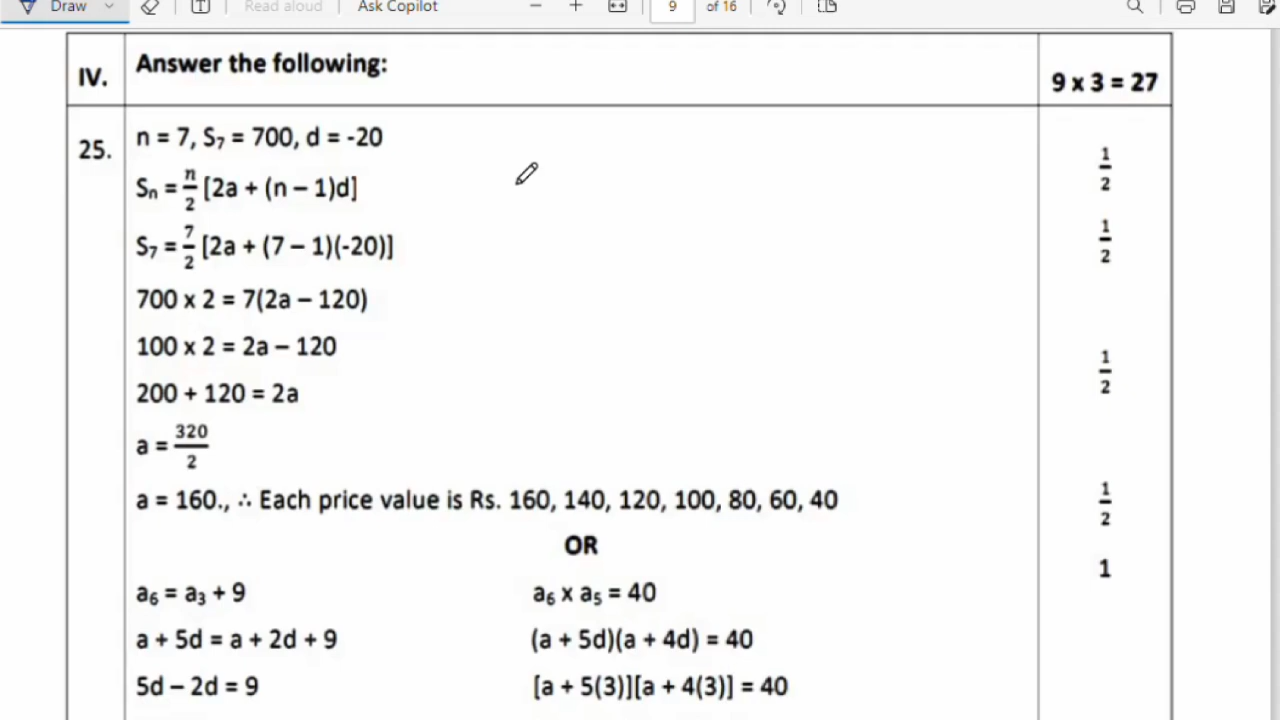 Draw Read aloud Ask Copilot 9 of 16
IV. Answer the following: 9 x 3 = 27
25. n = 7, S₇ = 700, d = -20
Sₙ = n/2 [2a + (n – 1)d] 1/2
S₇ = 7/2 [2a + (7 – 1)(-20)] 1/2
700 x 2 = 7(2a – 120)
100 x 2 = 2a – 120 1/2
200 + 120 = 2a
a = 320/2
a = 160., ∴ Each price value is Rs. 160, 140, 120, 100, 80, 60, 40 1/2
OR 1
a₆ = a₃ + 9 a₆ x a₅ = 40
a + 5d = a + 2d + 9 (a + 5d)(a + 4d) = 40
5d – 2d = 9 [a + 5(3)][a + 4(3)] = 40